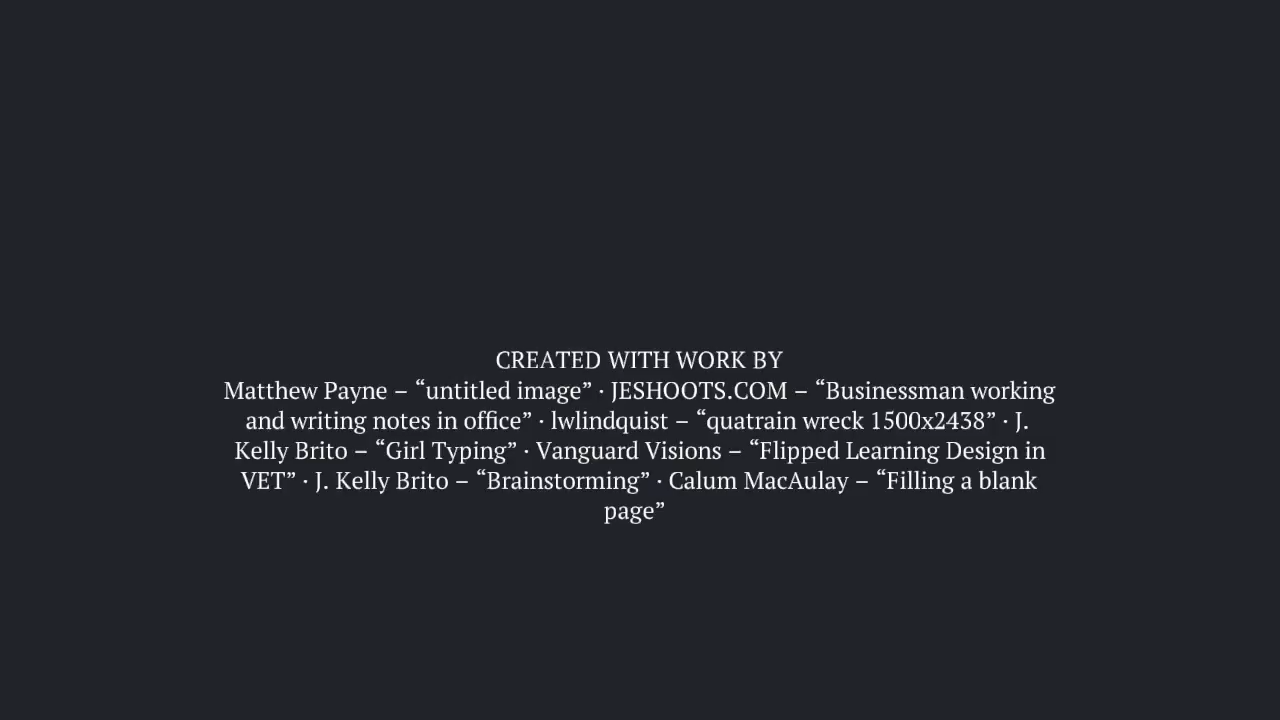 CREATED WITH WORK BY
Matthew Payne – “untitled image” · JESHOOTS.COM – “Businessman working
and writing notes in office” · lwlindquist – “quatrain wreck 1500x2438” · J.
Kelly Brito – “Girl Typing” · Vanguard Visions – “Flipped Learning Design in
VET” · J. Kelly Brito – “Brainstorming” · Calum MacAulay – “Filling a blank
page”